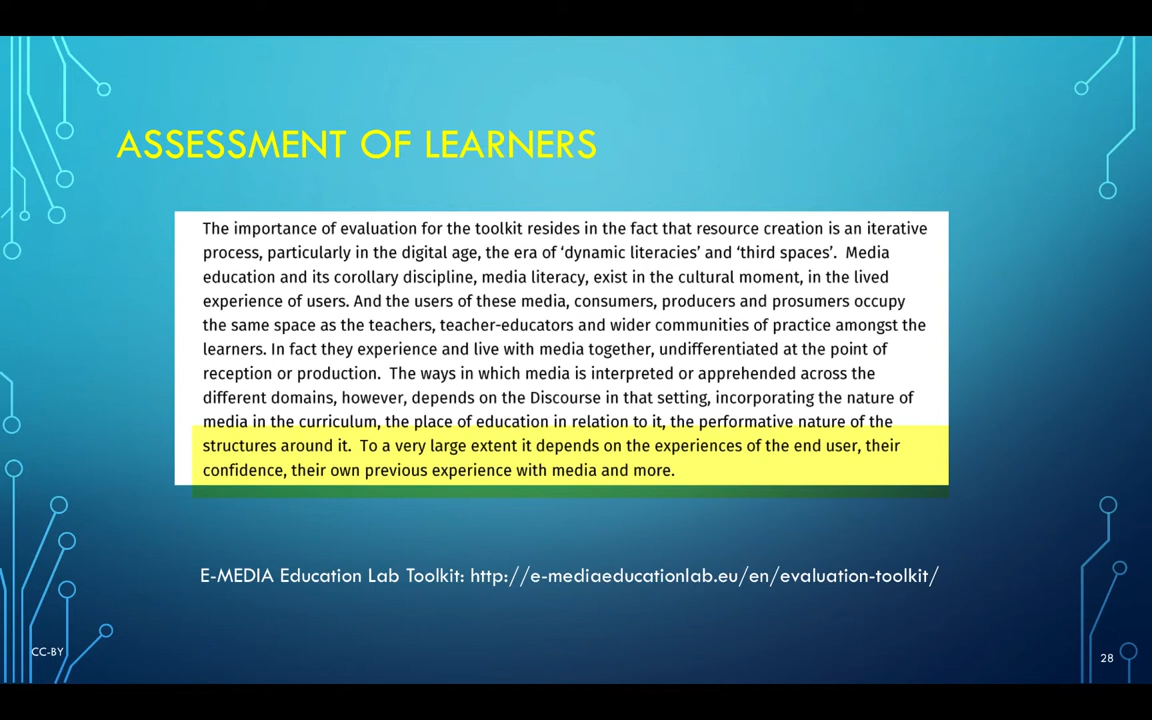 ASSESSMENT OF LEARNERS
The importance of evaluation for the toolkit resides in the fact that resource creation is an iterative
process, particularly in the digital age, the era of ‘dynamic literacies’ and ‘third spaces’.  Media
education and its corollary discipline, media literacy, exist in the cultural moment, in the lived
experience of users. And the users of these media, consumers, producers and prosumers occupy
the same space as the teachers, teacher-educators and wider communities of practice amongst the
learners. In fact they experience and live with media together, undifferentiated at the point of
reception or production.  The ways in which media is interpreted or apprehended across the
different domains, however, depends on the Discourse in that setting, incorporating the nature of
media in the curriculum, the place of education in relation to it, the performative nature of the
structures around it.  To a very large extent it depends on the experiences of the end user, their
confidence, their own previous experience with media and more.
E-MEDIA Education Lab Toolkit: http://e-mediaeducationlab.eu/en/evaluation-toolkit/
CC-BY
28